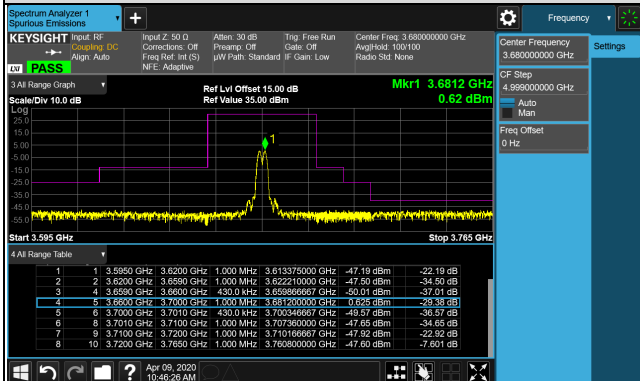 Spectrum Analyzer 1
Spurious Emissions
Frequency
KEYSIGHT Input: RF
Coupling: DC
Align: Auto
Input Z: 50 Ω
Corrections: Off
Freq Ref: Int (S)
NFE: Adaptive
Atten: 30 dB
Preamp: Off
µW Path: Standard
Trig: Free Run
Gate: Off
IF Gain: Low
Center Freq: 3.680000000 GHz
Avg|Hold: 100/100
Radio Std: None
LXI PASS
Center Frequency
3.680000000 GHz
Settings
CF Step
4.999000000 GHz
Auto
Man
Freq Offset
0 Hz
3 All Range Graph
Ref Lvl Offset 15.00 dB
Mkr1 3.6812 GHz
Scale/Div 10.0 dB
Ref Value 35.00 dBm
0.62 dBm
Log
25.0
15.0
5.00
-5.00
-15.0
-25.0
-35.0
-45.0
-55.0
1
Start 3.595 GHz
Stop 3.765 GHz
4 All Range Table
1 1 3.5950 GHz 3.6200 GHz 1.000 MHz 3.613375000 GHz -47.19 dBm -22.19 dB
2 2 3.6200 GHz 3.6590 GHz 1.000 MHz 3.622210000 GHz -47.50 dBm -34.50 dB
3 4 3.6590 GHz 3.6600 GHz 430.0 kHz 3.659866667 GHz -50.01 dBm -37.01 dB
4 5 3.6600 GHz 3.7000 GHz 1.000 MHz 3.681200000 GHz 0.625 dBm -29.38 dB
5 6 3.7000 GHz 3.7010 GHz 430.0 kHz 3.700346667 GHz -49.57 dBm -36.57 dB
6 8 3.7010 GHz 3.7100 GHz 1.000 MHz 3.707360000 GHz -47.65 dBm -34.65 dB
7 9 3.7100 GHz 3.7200 GHz 1.000 MHz 3.710166667 GHz -47.92 dBm -22.92 dB
8 10 3.7200 GHz 3.7650 GHz 1.000 MHz 3.760800000 GHz -47.60 dBm -7.601 dB
Apr 09, 2020
10:46:26 AM